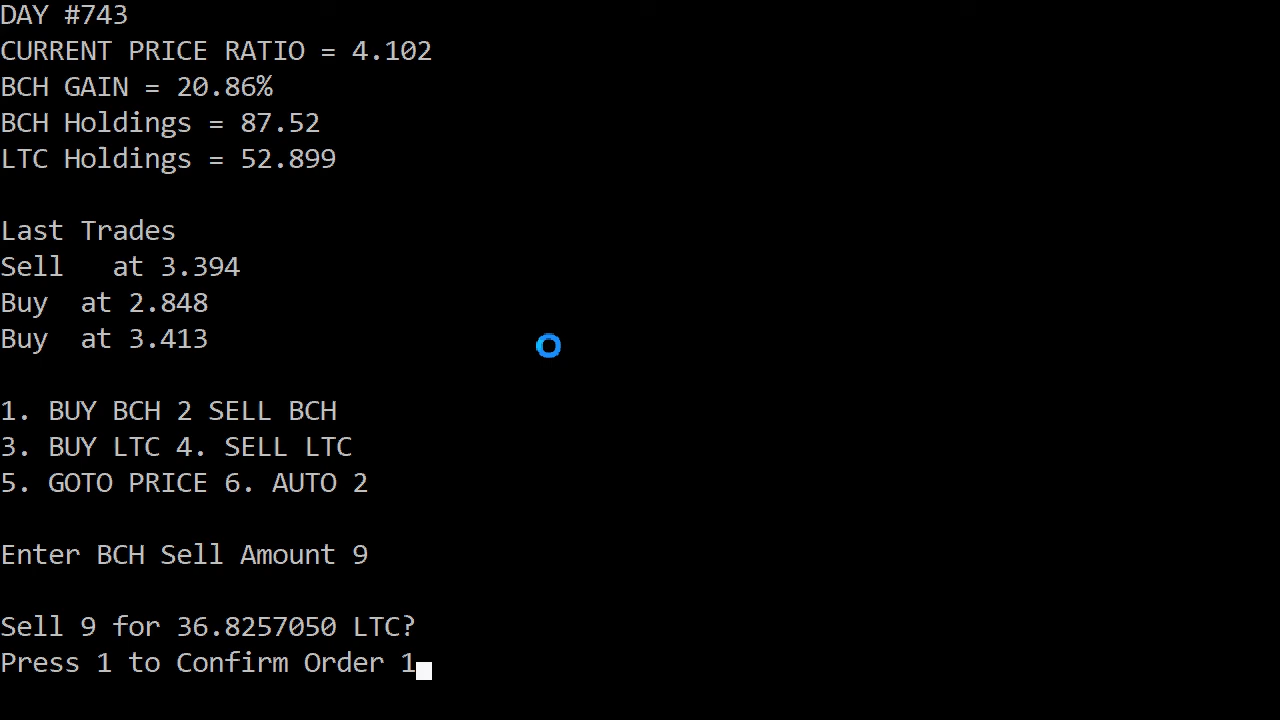 DAY #743
CURRENT PRICE RATIO = 4.102
BCH GAIN = 20.86%
BCH Holdings = 87.52
LTC Holdings = 52.899
Last Trades
Sell   at 3.394
Buy  at 2.848
Buy  at 3.413
1. BUY BCH 2 SELL BCH
3. BUY LTC 4. SELL LTC
5. GOTO PRICE 6. AUTO 2
Enter BCH Sell Amount 9
Sell 9 for 36.8257050 LTC?
Press 1 to Confirm Order 1